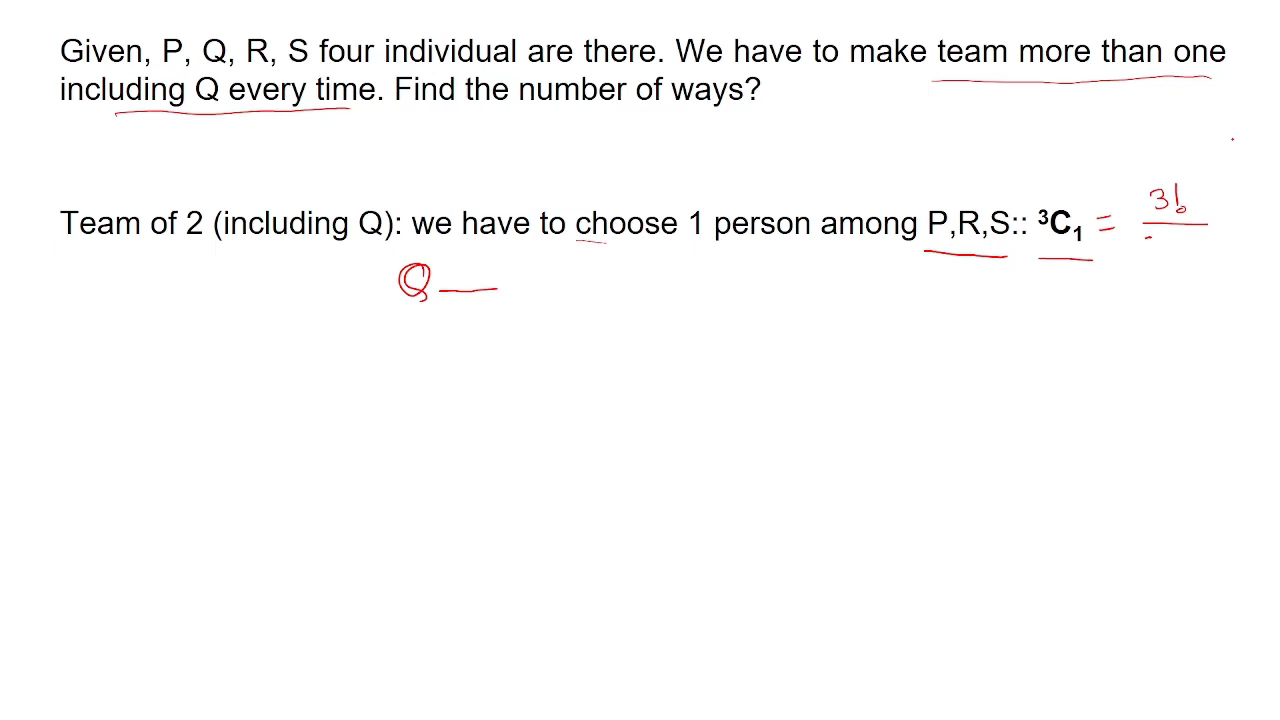 Given, P, Q, R, S four individual are there. We have to make team more than one
including Q every time. Find the number of ways?
Team of 2 (including Q): we have to choose 1 person among P,R,S:: ³C₁ = 3!
Q